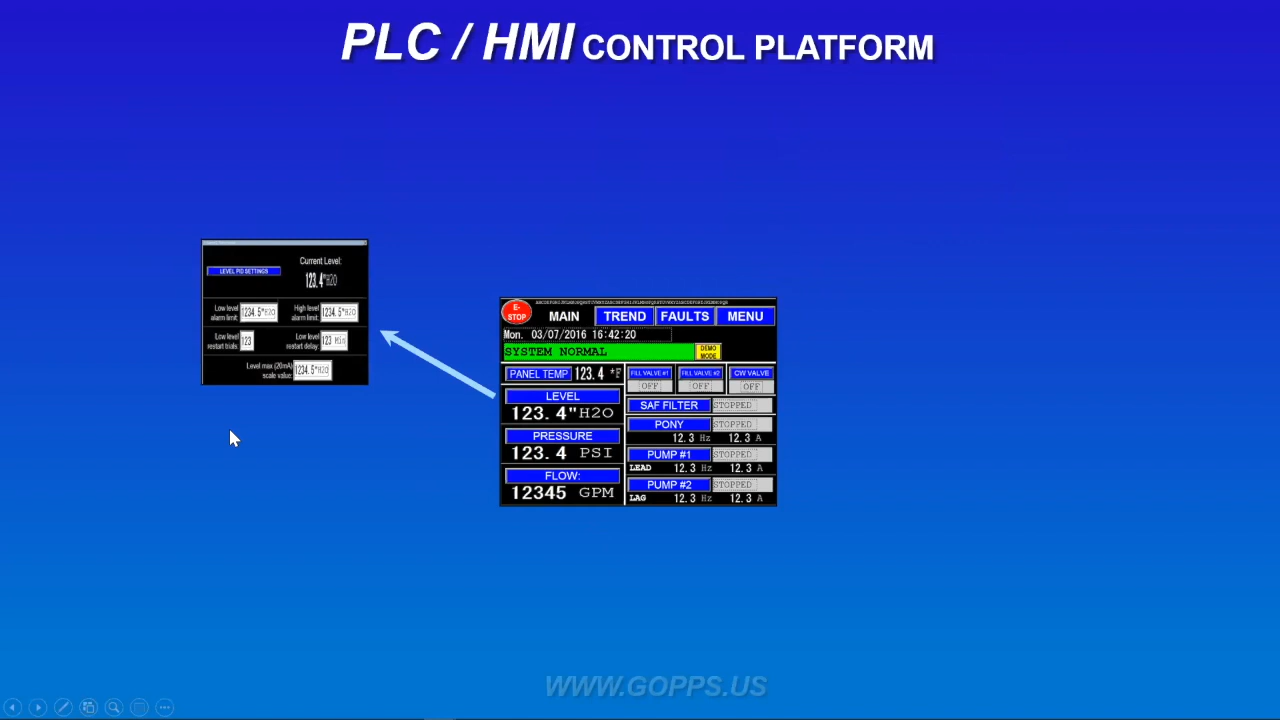 PLC / HMI CONTROL PLATFORM
Current Level:
LEVEL PID SETTINGS
123.4"H2O
Low level alarm limit: 1234.5"H2O
High level alarm limit: 1234.5"H2O
Low level restart trials: 123
Low level restart delay: 123 Min
Level max (20mA) scale value: 1234.5"H2O
E-STOP
MAIN TREND FAULTS MENU
Mon. 03/07/2016 16:42:20
SYSTEM NORMAL
DEMO MODE
PANEL TEMP 123.4 °F
LEVEL
123.4"H2O
PRESSURE
123.4 PSI
FLOW:
12345 GPM
FILL VALVE #1 FILL VALVE #2 CW VALVE
OFF OFF OFF
SAF FILTER STOPPED
PONY STOPPED
12.3 Hz 12.3 A
PUMP #1 STOPPED
LEAD 12.3 Hz 12.3 A
PUMP #2 STOPPED
LAG 12.3 Hz 12.3 A
WWW.GOPPS.US